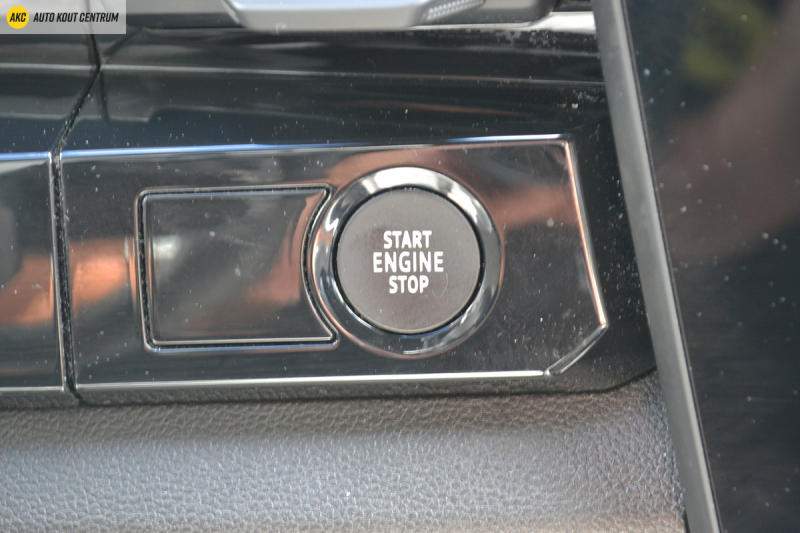 AKC AUTO KOUT CENTRUM
START
ENGINE
STOP